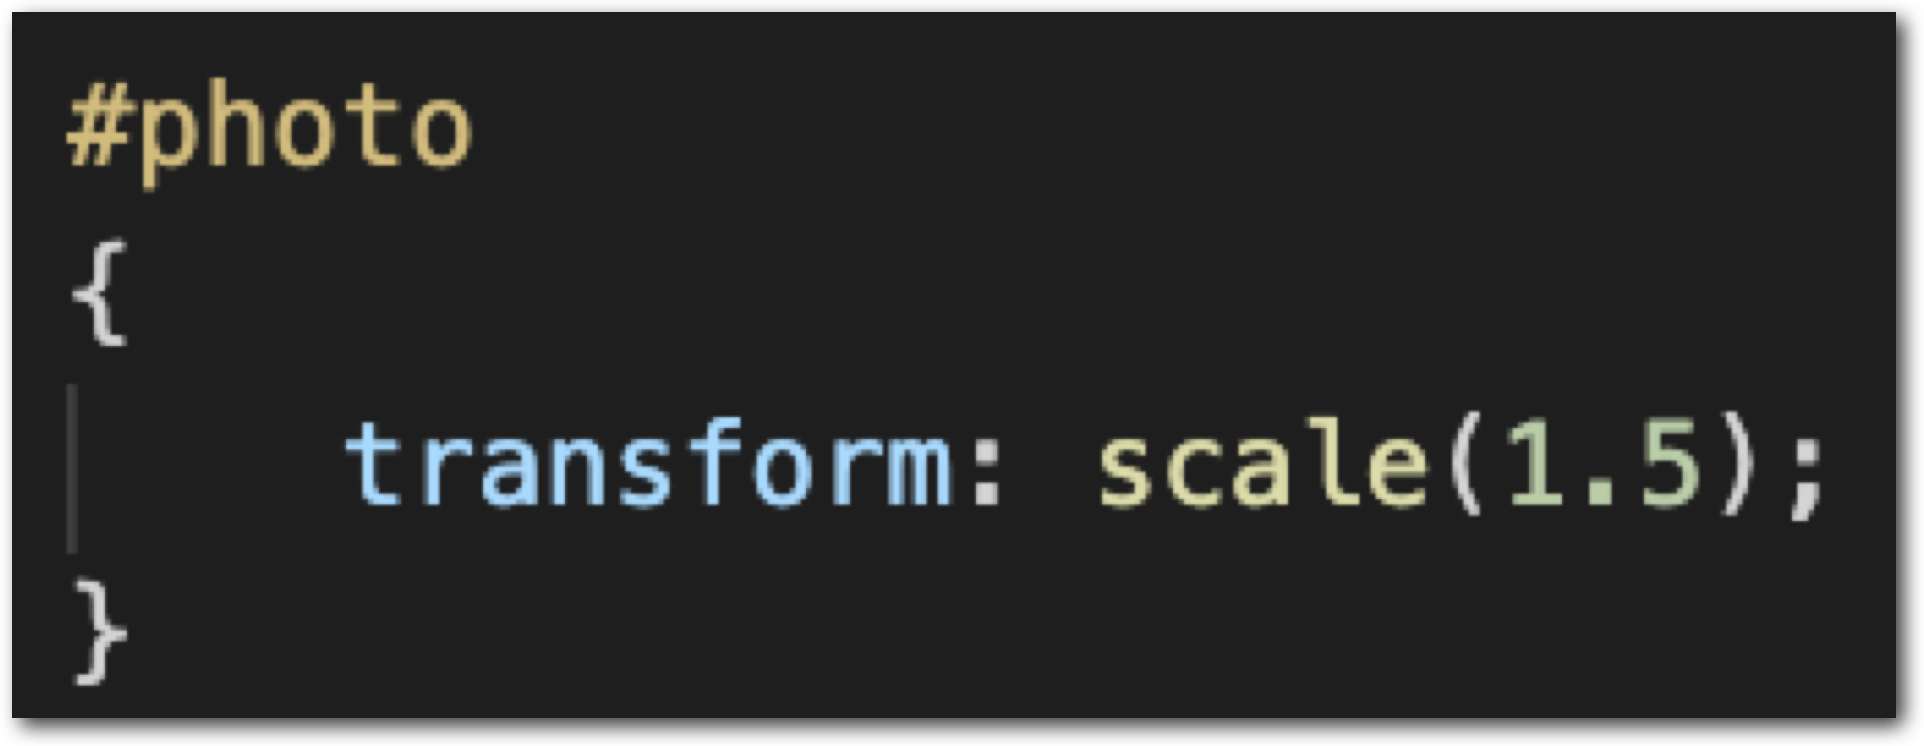 #photo
{
    transform: scale(1.5);
}